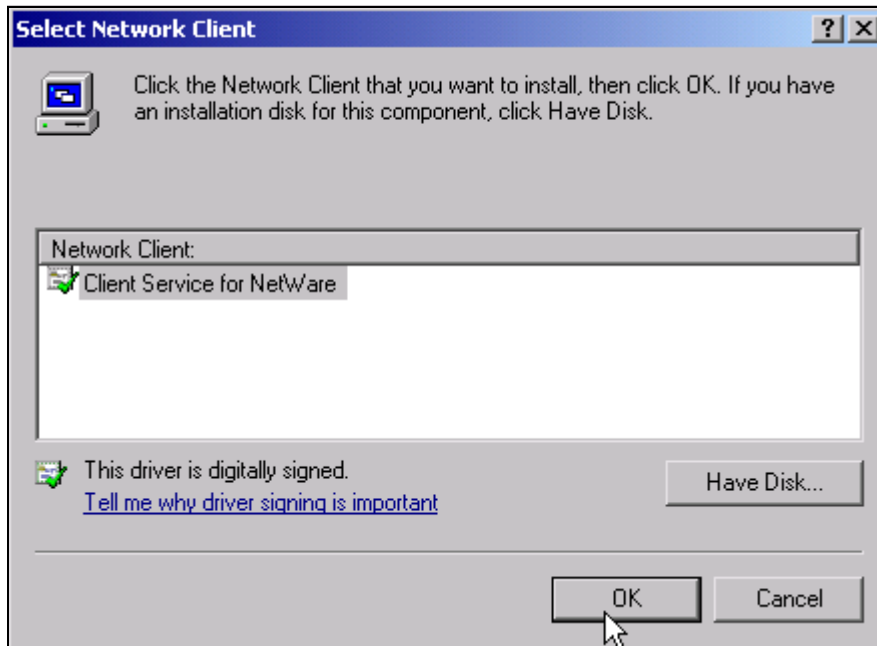 Select Network Client
Click the Network Client that you want to install, then click OK. If you have
an installation disk for this component, click Have Disk.
Network Client:
Client Service for NetWare
This driver is digitally signed.
Tell me why driver signing is important
Have Disk...
OK
Cancel